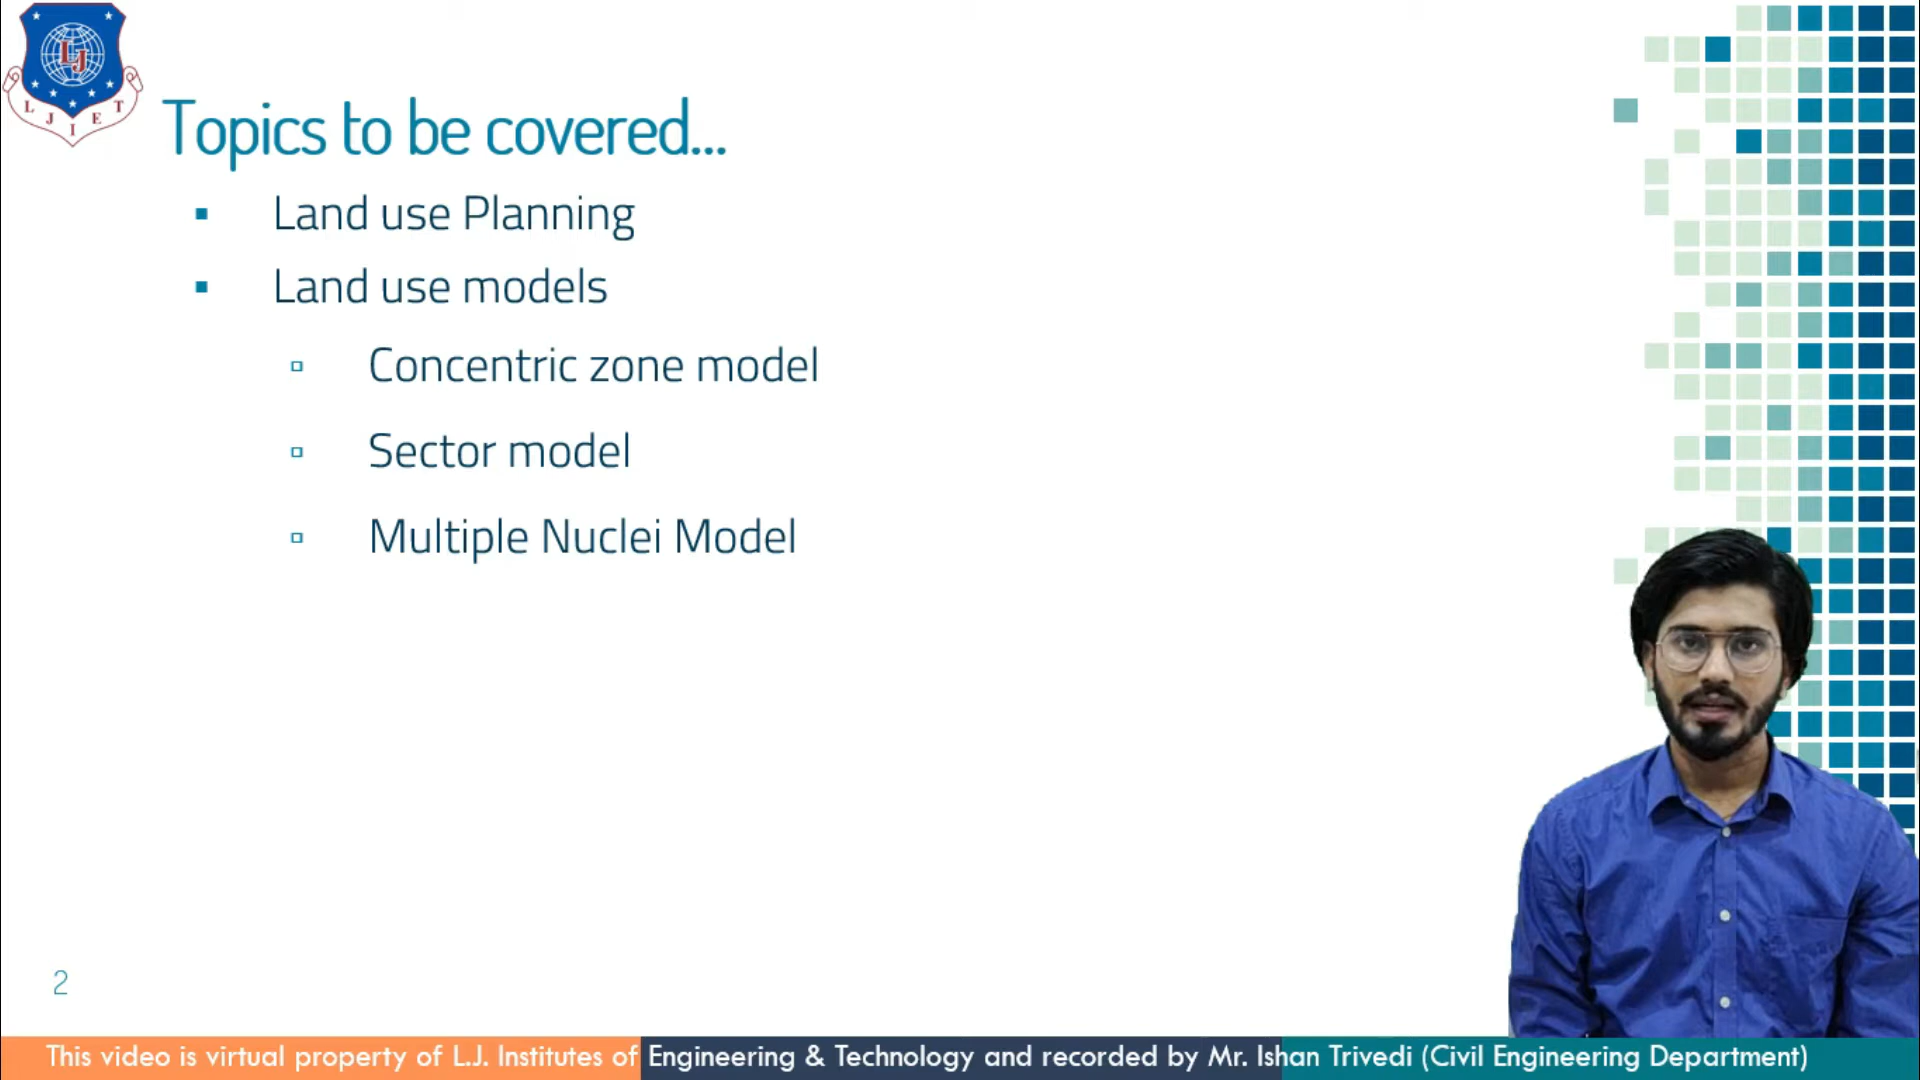 LJ
L J I E T
Topics to be covered...
Land use Planning
Land use models
Concentric zone model
Sector model
Multiple Nuclei Model
2
This video is virtual property of L.J. Institutes of Engineering & Technology and recorded by Mr. Ishan Trivedi (Civil Engineering Department)